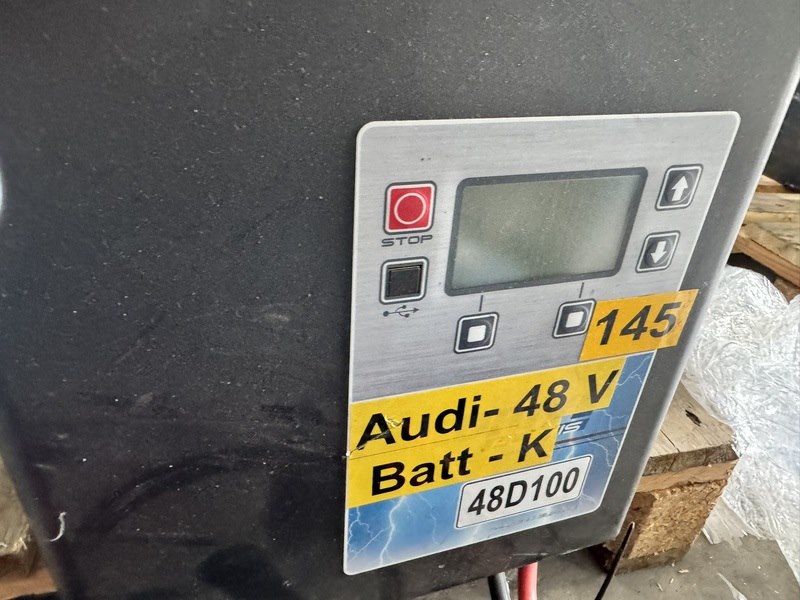 STOP
145
Audi- 48 V
Batt - K
48D100